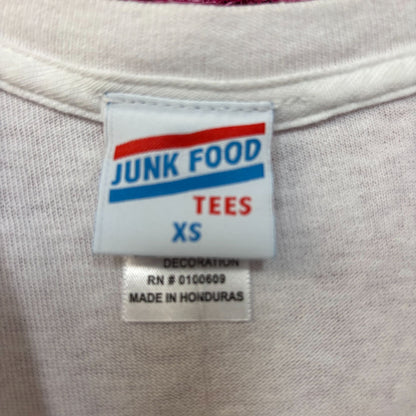 JUNK FOOD
TEES
XS
DECORATION
RN # 0100609
MADE IN HONDURAS